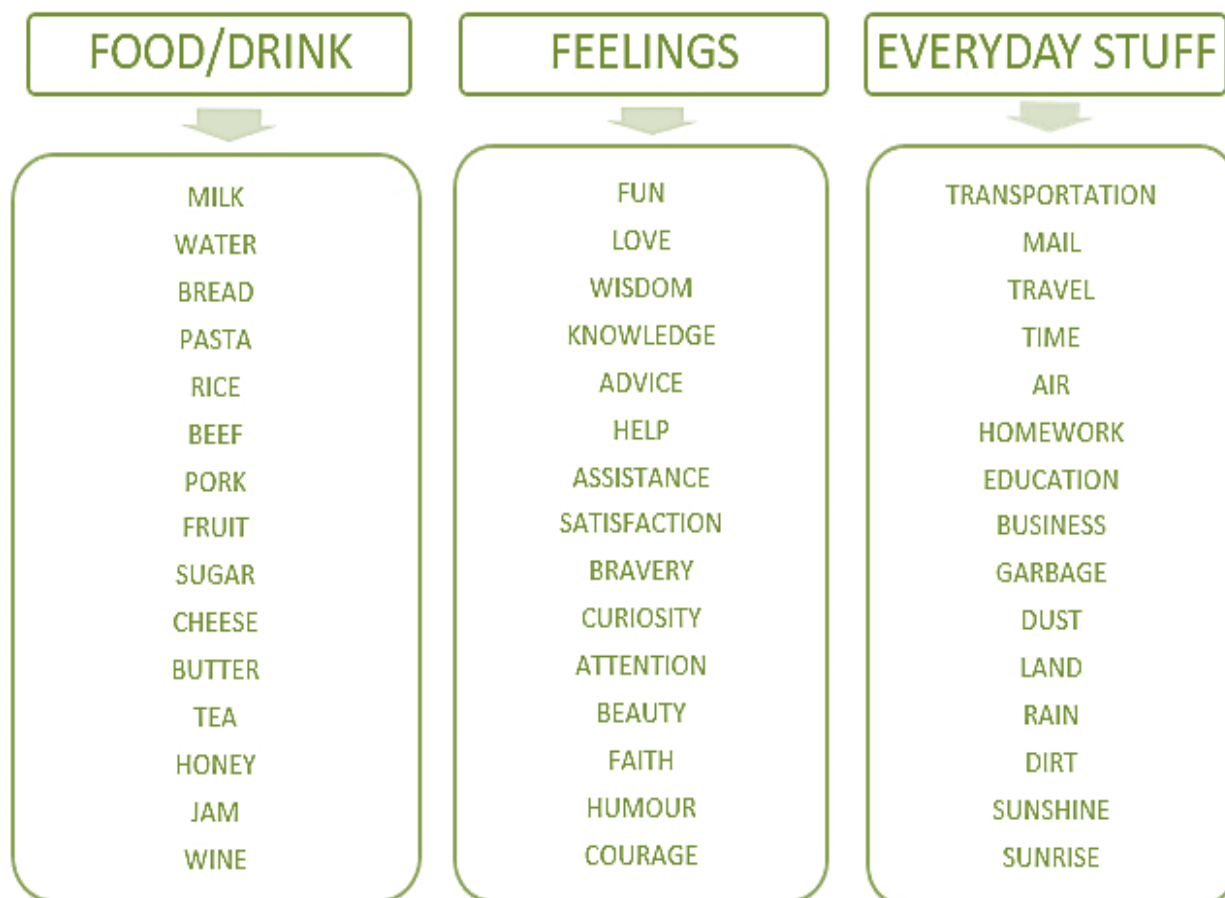 FOOD/DRINK
MILK
WATER
BREAD
PASTA
RICE
BEEF
PORK
FRUIT
SUGAR
CHEESE
BUTTER
TEA
HONEY
JAM
WINE
FEELINGS
FUN
LOVE
WISDOM
KNOWLEDGE
ADVICE
HELP
ASSISTANCE
SATISFACTION
BRAVERY
CURIOSITY
ATTENTION
BEAUTY
FAITH
HUMOUR
COURAGE
EVERYDAY STUFF
TRANSPORTATION
MAIL
TRAVEL
TIME
AIR
HOMEWORK
EDUCATION
BUSINESS
GARBAGE
DUST
LAND
RAIN
DIRT
SUNSHINE
SUNRISE